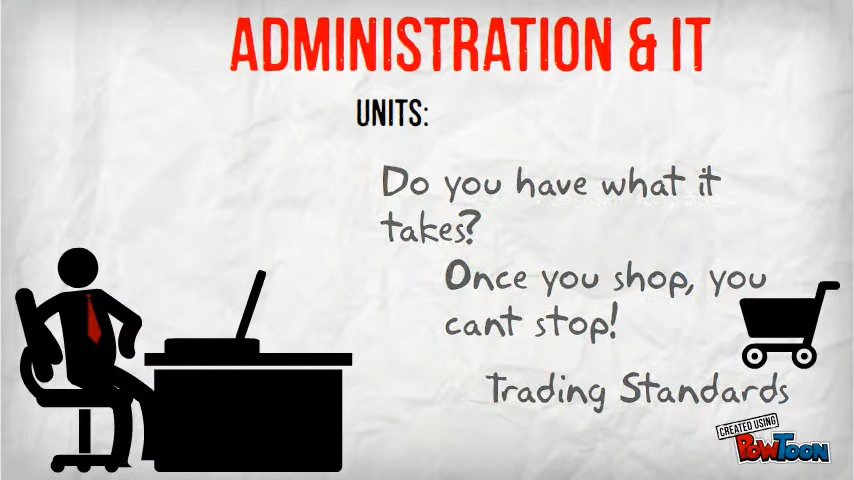 ADMINISTRATION & IT
UNITS:
Do you have what it
takes?
Once you shop, you
cant stop!
Trading Standards
CREATED USING
POWTOON